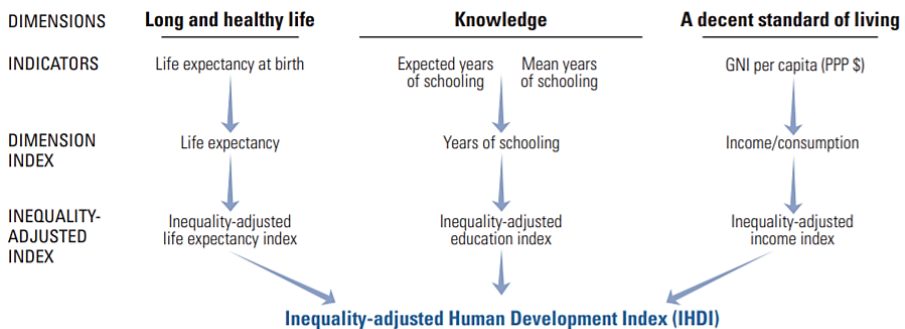 DIMENSIONS Long and healthy life Knowledge A decent standard of living
INDICATORS Life expectancy at birth Expected years of schooling Mean years of schooling GNI per capita (PPP $)
DIMENSION INDEX Life expectancy Years of schooling Income/consumption
INEQUALITY-ADJUSTED INDEX Inequality-adjusted life expectancy index Inequality-adjusted education index Inequality-adjusted income index
Inequality-adjusted Human Development Index (IHDI)